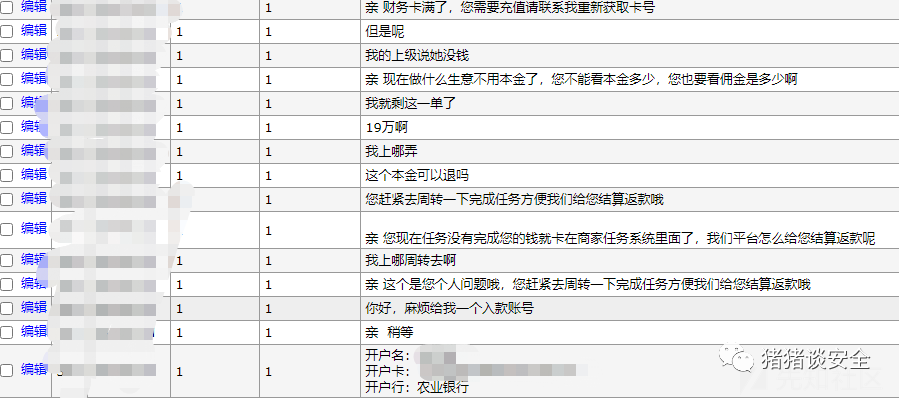 编辑 亲 财务卡满了，您需要充值请联系我重新获取卡号
编辑 1 1 但是呢
编辑 1 1 我的上级说她没钱
编辑 1 1 亲 现在做什么生意不用本金了，您不能看本金多少，您也要看佣金是多少啊
编辑 1 1 我就剩这一单了
编辑 1 1 19万啊
编辑 1 1 我上哪弄
编辑 1 1 这个本金可以退吗
编辑 1 1 您赶紧去周转一下完成任务方便我们给您结算返款哦
编辑 1 亲 您现在任务没有完成您的钱就卡在商家任务系统里面了，我们平台怎么给您结算返款呢
编辑 1 1 我上哪周转去啊
编辑 1 1 亲 这个是您个人问题哦，您赶紧去周转一下完成任务方便我们给您结算返款哦
编辑 1 1 你好，麻烦给我一个入款账号
编辑 1 1 亲 稍等
编辑 1 1 开户名：
开户卡：
开户行：农业银行
猪猪谈安全